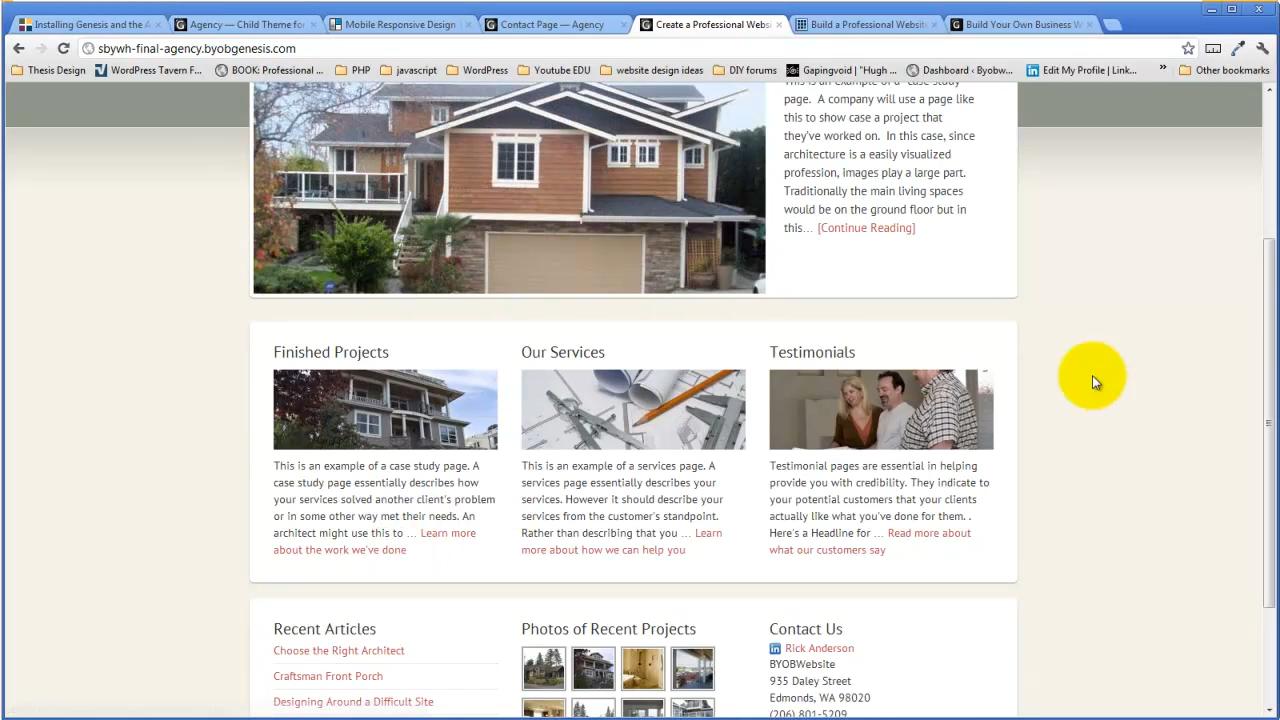 Installing Genesis and the A
Agency — Child Theme for
Mobile Responsive Design
Contact Page — Agency
Create a Professional Websi
Build a Professional Website
Build Your Own Business W
sbywh-final-agency.byobgenesis.com
Thesis Design
WordPress Tavern F...
BOOK: Professional ...
PHP
javascript
WordPress
Youtube EDU
website design ideas
DIY forums
Gapingvoid | "Hugh ...
Dashboard ‹ Byobw...
Edit My Profile | Link...
»
Other bookmarks
This is an example of a "case study"
page. A company will use a page like
this to show case a project that
they've worked on. In this case, since
architecture is a easily visualized
profession, images play a large part.
Traditionally the main living spaces
would be on the ground floor but in
this... [Continue Reading]
Finished Projects
This is an example of a case study page. A
case study page essentially describes how
your services solved another client's problem
or in some other way met their needs. An
architect might use this to ... Learn more
about the work we've done
Our Services
This is an example of a services page. A
services page essentially describes your
services. However it should describe your
services from the customer's standpoint.
Rather than describing that you ... Learn
more about how we can help you
Testimonials
Testimonial pages are essential in helping
provide you with credibility. They indicate to
your potential customers that your clients
actually like what you've done for them. .
Here's a Headline for ... Read more about
what our customers say
Recent Articles
Choose the Right Architect
Craftsman Front Porch
Designing Around a Difficult Site
Photos of Recent Projects
Contact Us
Rick Anderson
BYOBWebsite
935 Daley Street
Edmonds, WA 98020
(206) 801-5209